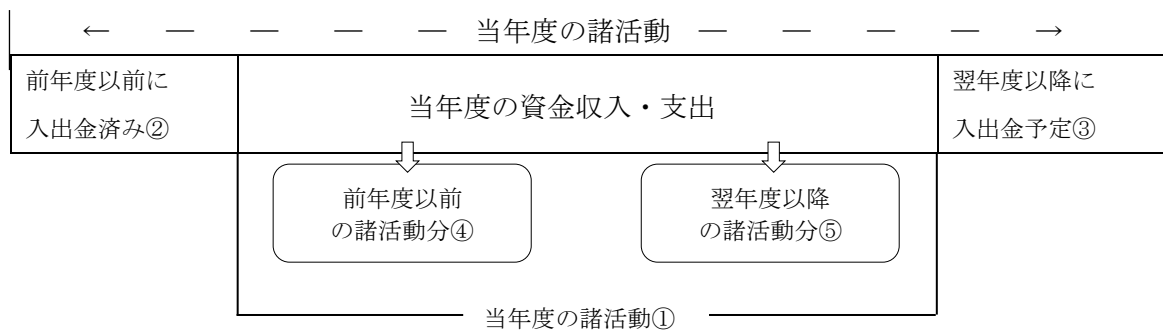 ← ― ― ― ― ― 当年度の諸活動 ― ― ― ― ― ― →
前年度以前に
入出金済み②
当年度の資金収入・支出
翌年度以降に
入出金予定③
前年度以前
の諸活動分④
翌年度以降
の諸活動分⑤
当年度の諸活動①